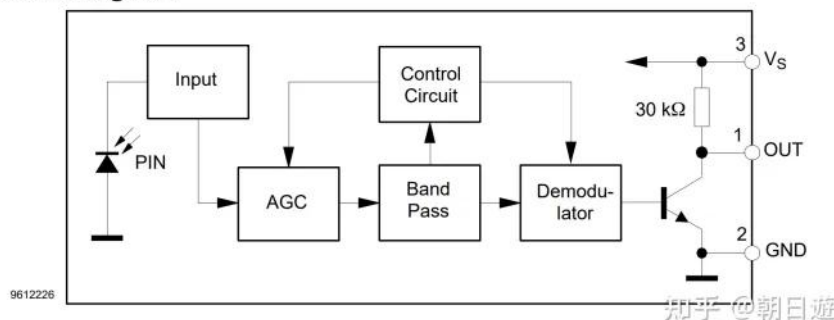 Input
Control
Circuit
3
VS
30 kΩ
1
OUT
PIN
AGC
Band
Pass
Demodu-
lator
2
GND
9612226
知乎 @朝日遊